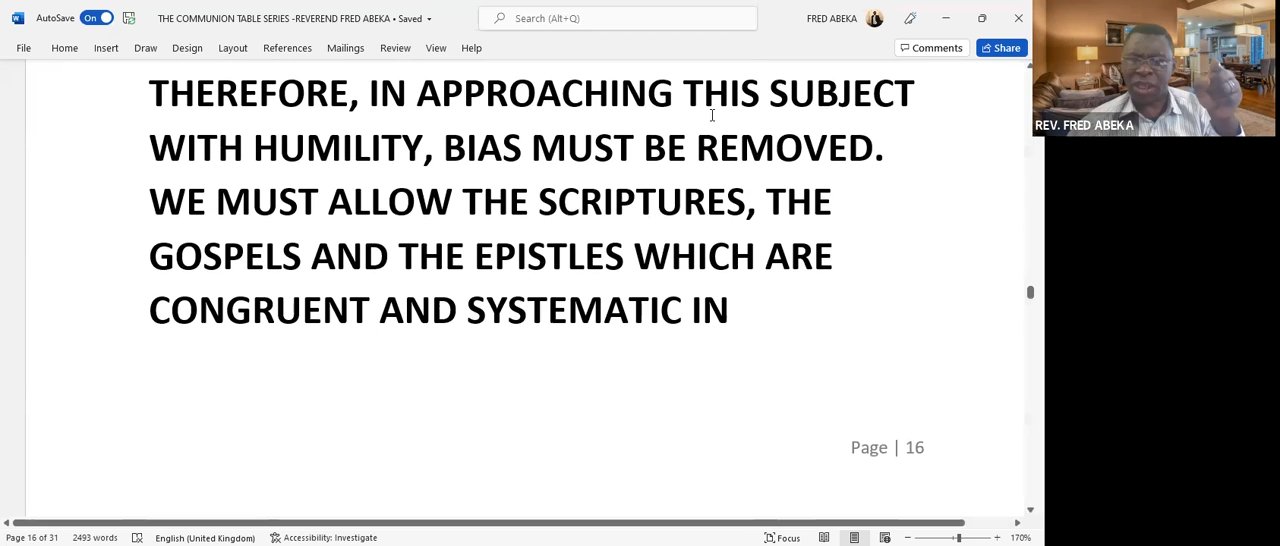 AutoSave On THE COMMUNION TABLE SERIES -REVEREND FRED ABEKA • Saved Search (Alt+Q) FRED ABEKA
File Home Insert Draw Design Layout References Mailings Review View Help Comments Share
REV. FRED ABEKA
THEREFORE, IN APPROACHING THIS SUBJECT
WITH HUMILITY, BIAS MUST BE REMOVED.
WE MUST ALLOW THE SCRIPTURES, THE
GOSPELS AND THE EPISTLES WHICH ARE
CONGRUENT AND SYSTEMATIC IN
Page | 16
Page 16 of 31 2493 words English (United Kingdom) Accessibility: Investigate Focus 170%